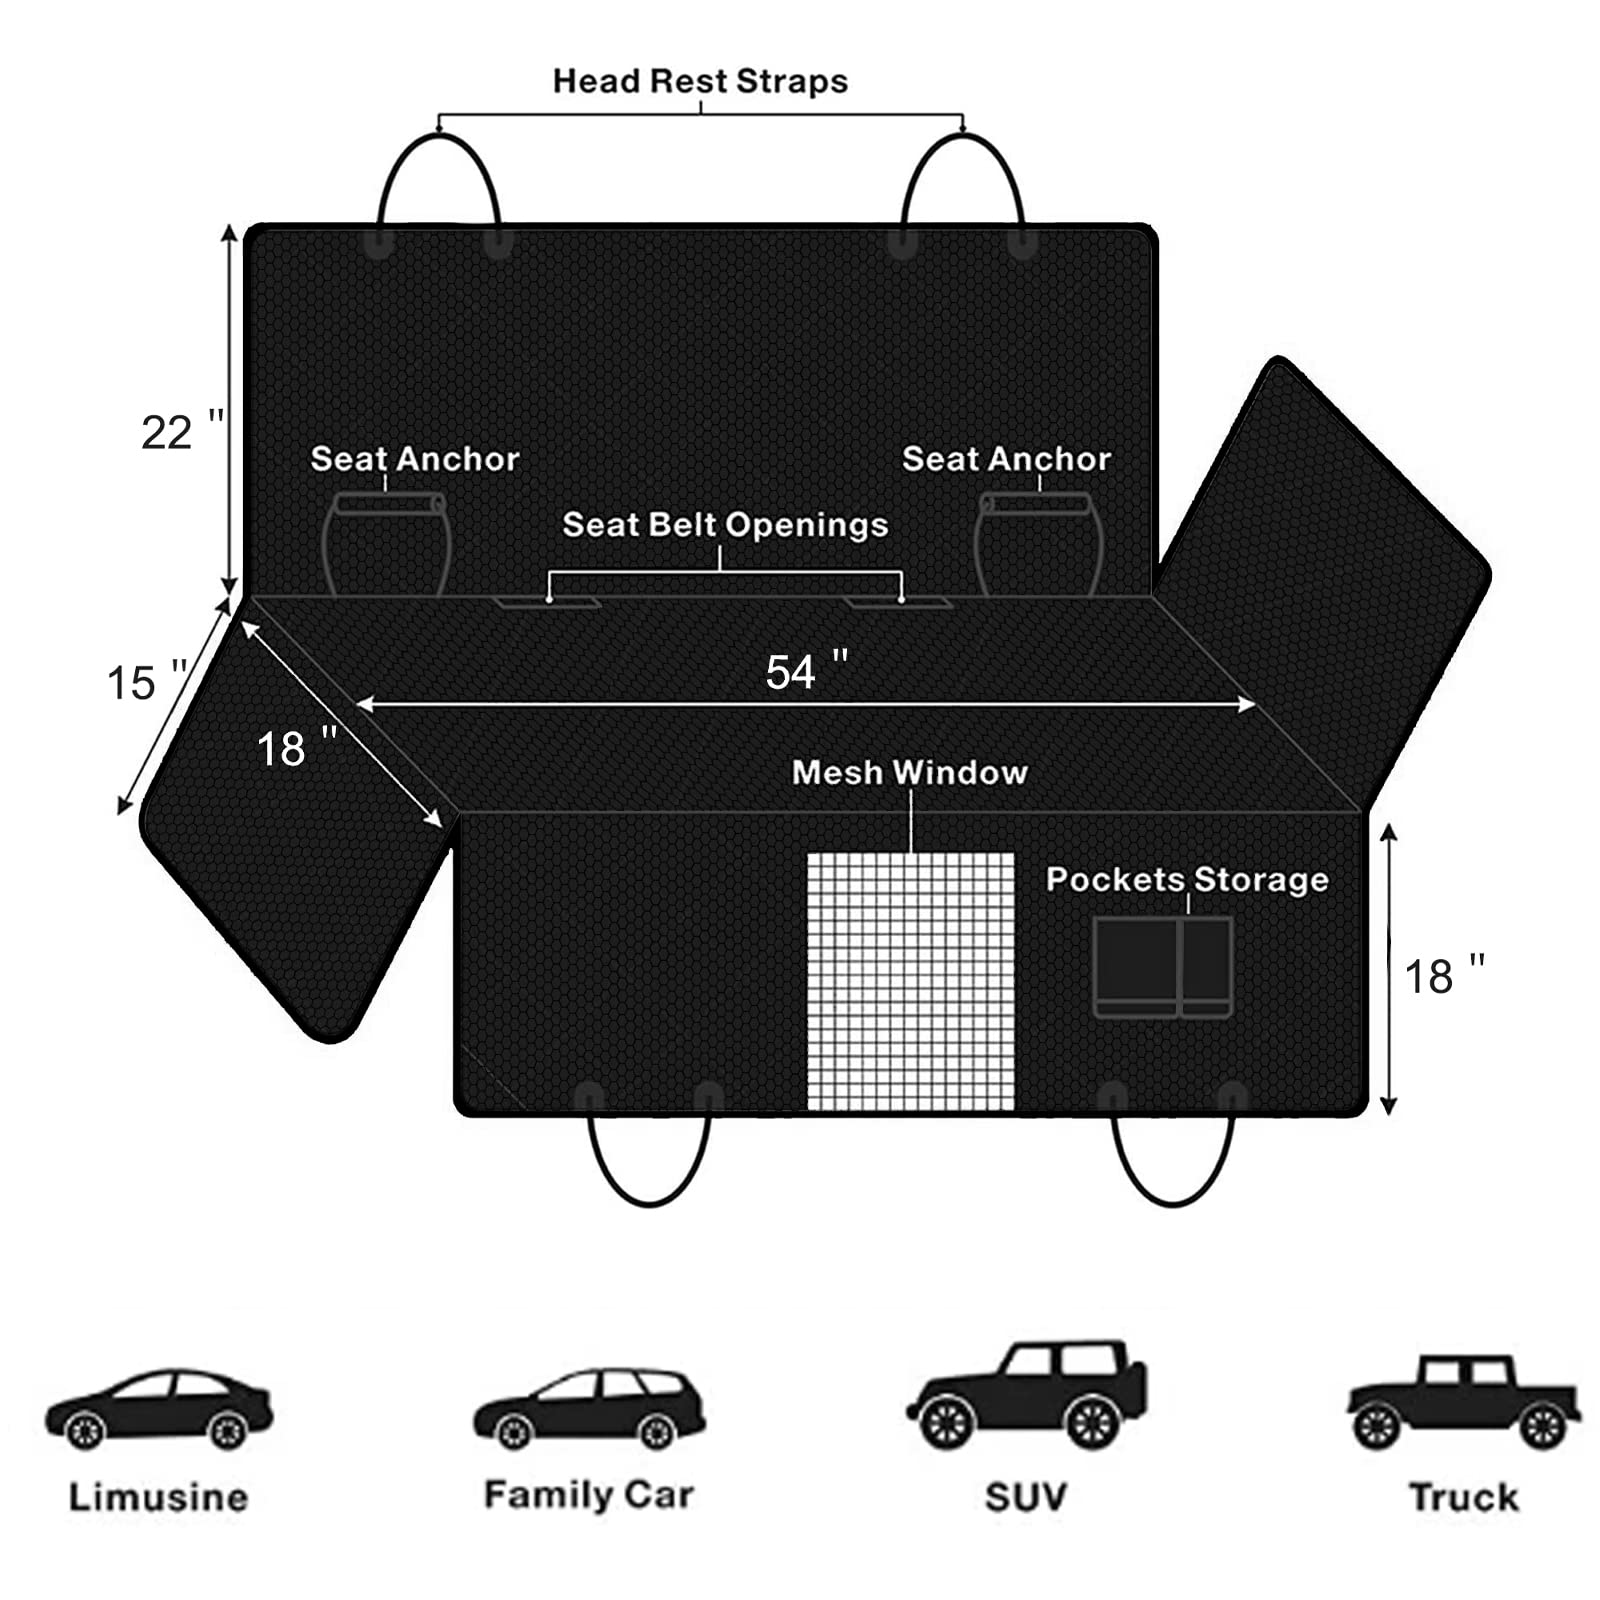 Head Rest Straps
22 "
Seat Anchor
Seat Anchor
Seat Belt Openings
15 "
54 "
18 "
Mesh Window
Pockets Storage
18 "
Limusine
Family Car
SUV
Truck